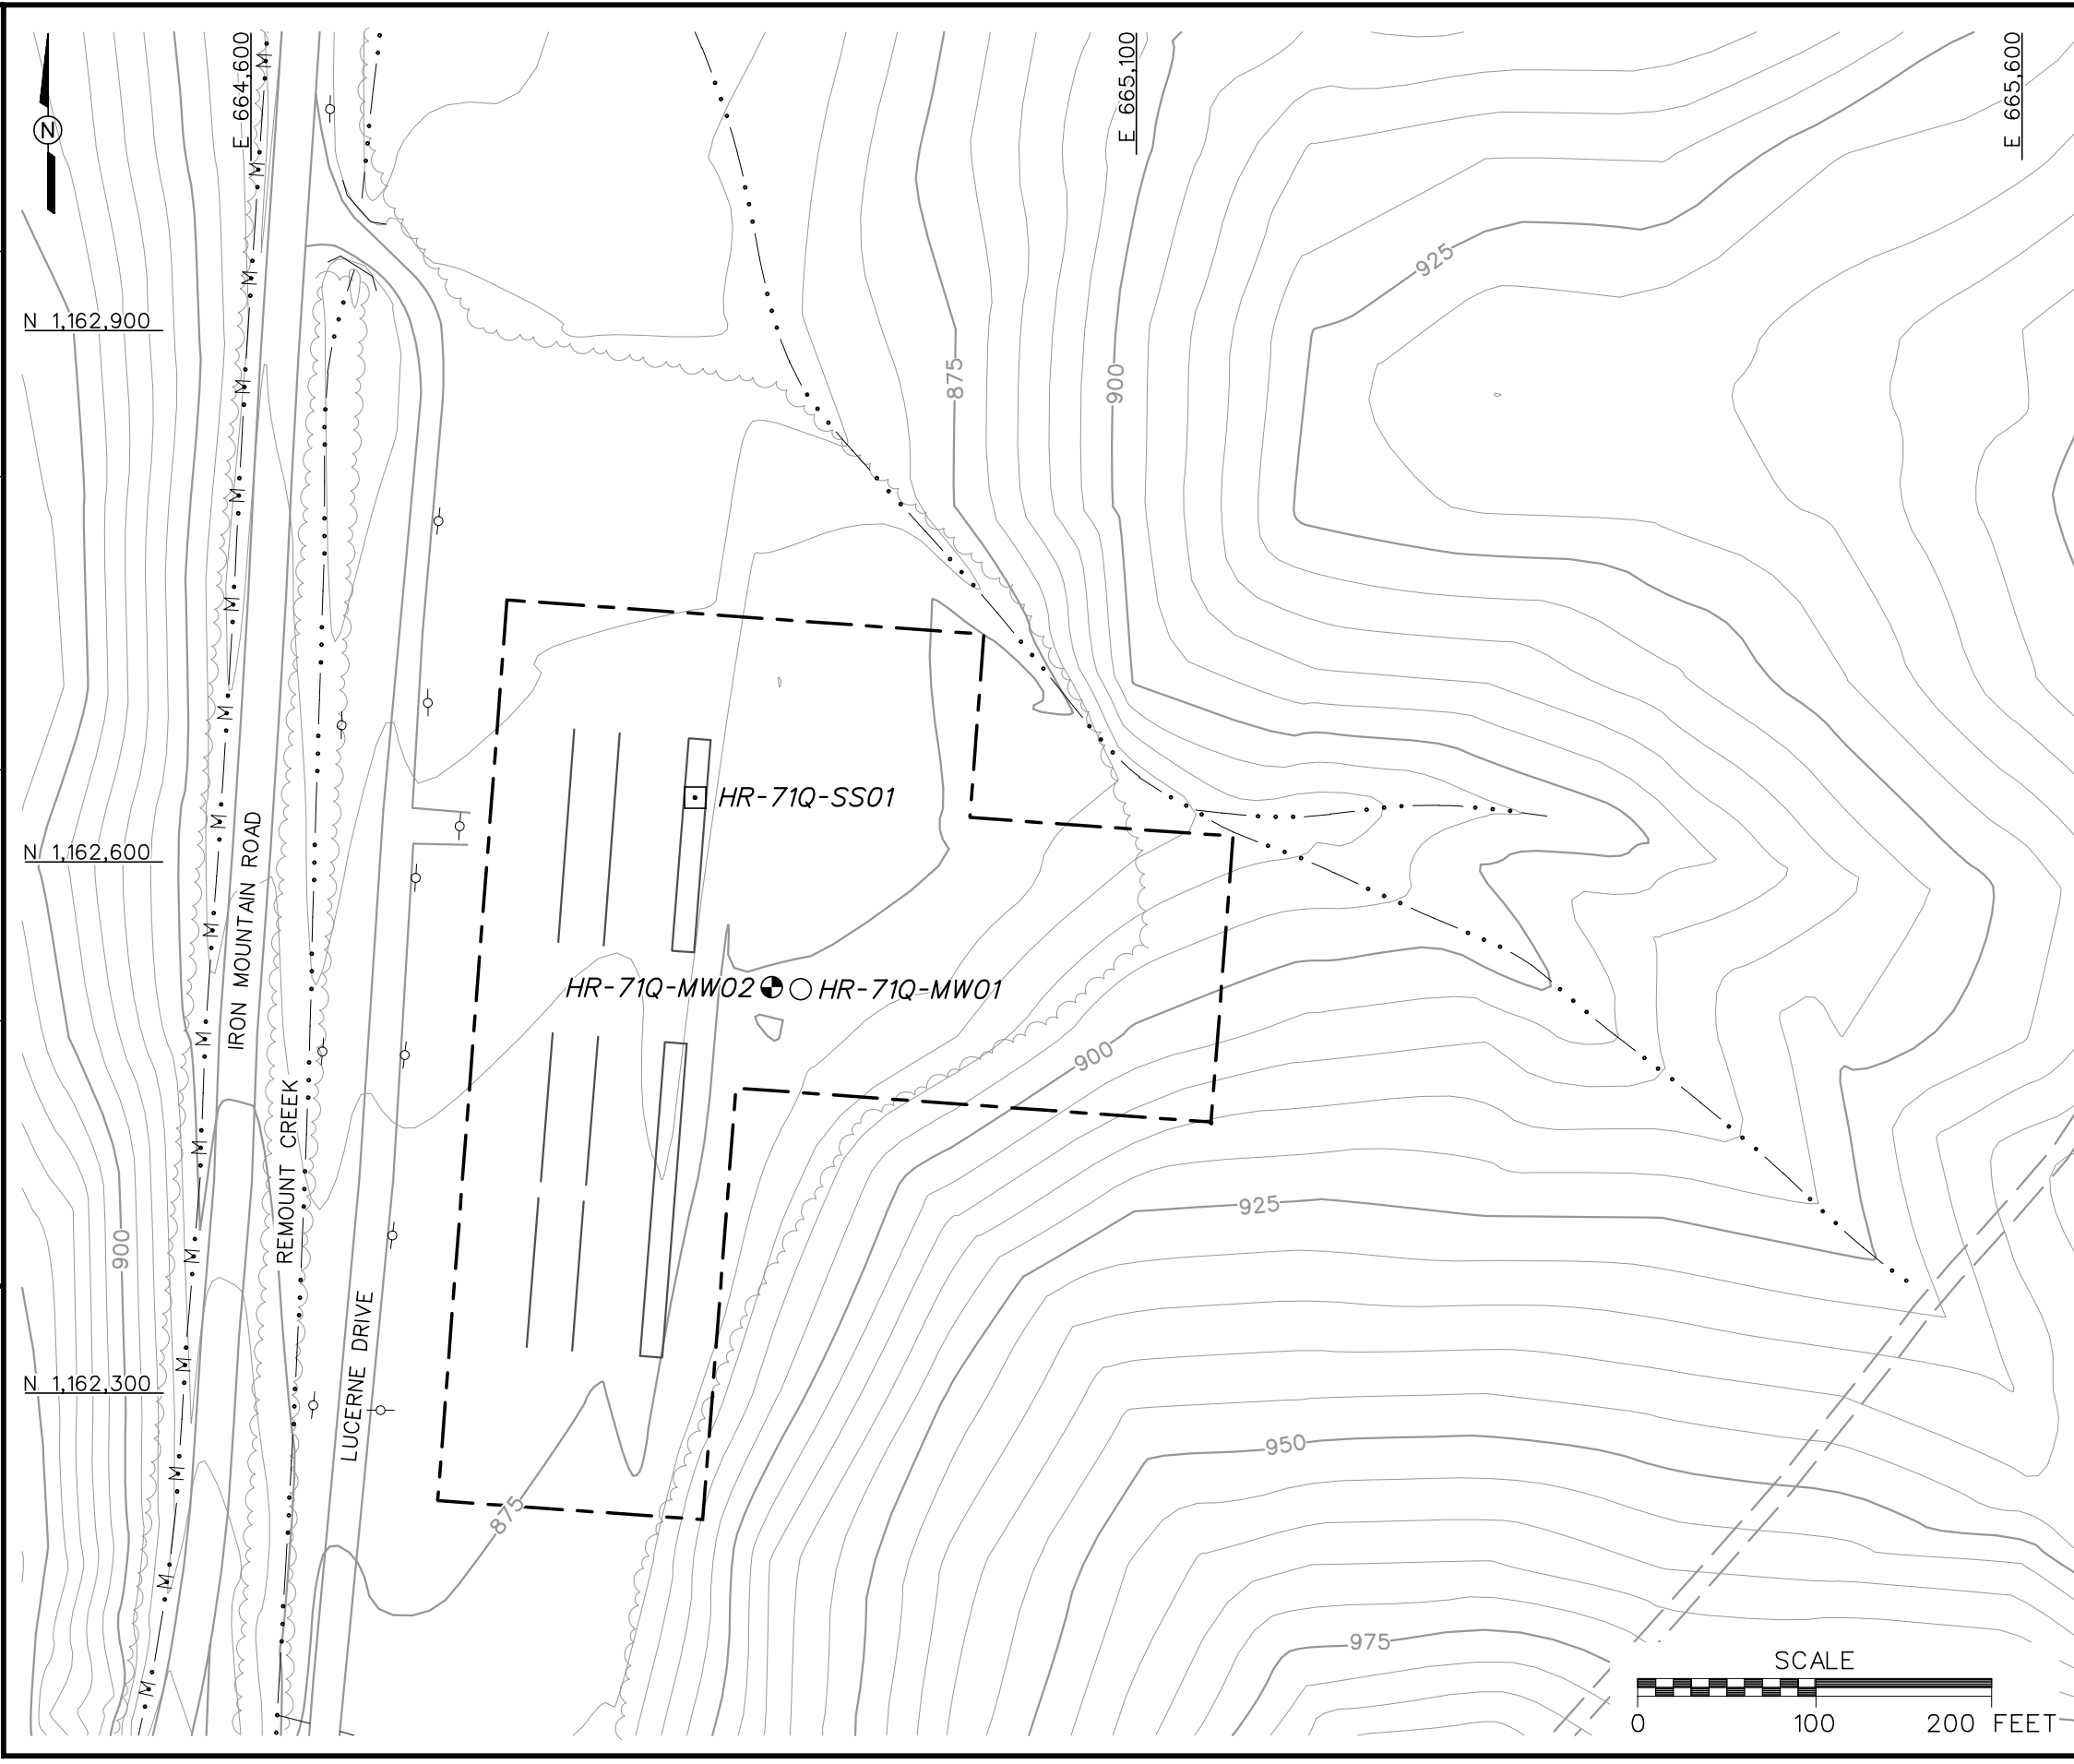 E 664,600
E 665,100
E 665,600
N
M
M
M
925
N 1,162,900
875
900
M
M
M
M
HR-71Q-SS01
M
IRON MOUNTAIN ROAD
N 1,162,600
M
HR-71Q-MW02
HR-71Q-MW01
M
900
REMOUNT CREEK
M
925
900
M
LUCERNE DRIVE
M
N 1,162,300
950
M
875
M
975
SCALE
M
0 100 200 FEET